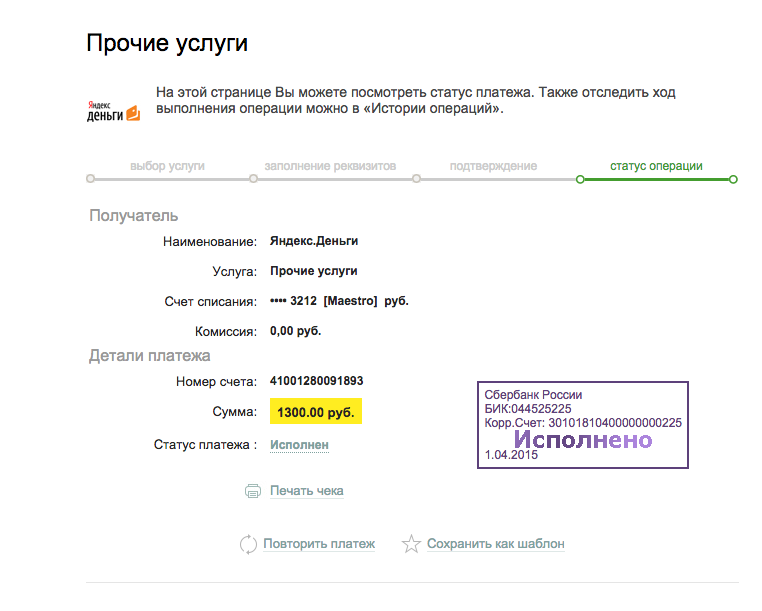 Прочие услуги
Яндекс
деньги
На этой странице Вы можете посмотреть статус платежа. Также отследить ход
выполнения операции можно в «Истории операций».
выбор услуги заполнение реквизитов подтверждение статус операции
Получатель
Наименование: Яндекс.Деньги
Услуга: Прочие услуги
Счет списания: •••• 3212 [Maestro] руб.
Комиссия: 0,00 руб.
Детали платежа
Номер счета: 41001280091893
Сумма: 1300.00 руб.
Статус платежа : Исполнен
Сбербанк России
БИК:044525225
Корр.Счет: 30101810400000000225
Исполнено
1.04.2015
Печать чека
Повторить платеж Сохранить как шаблон